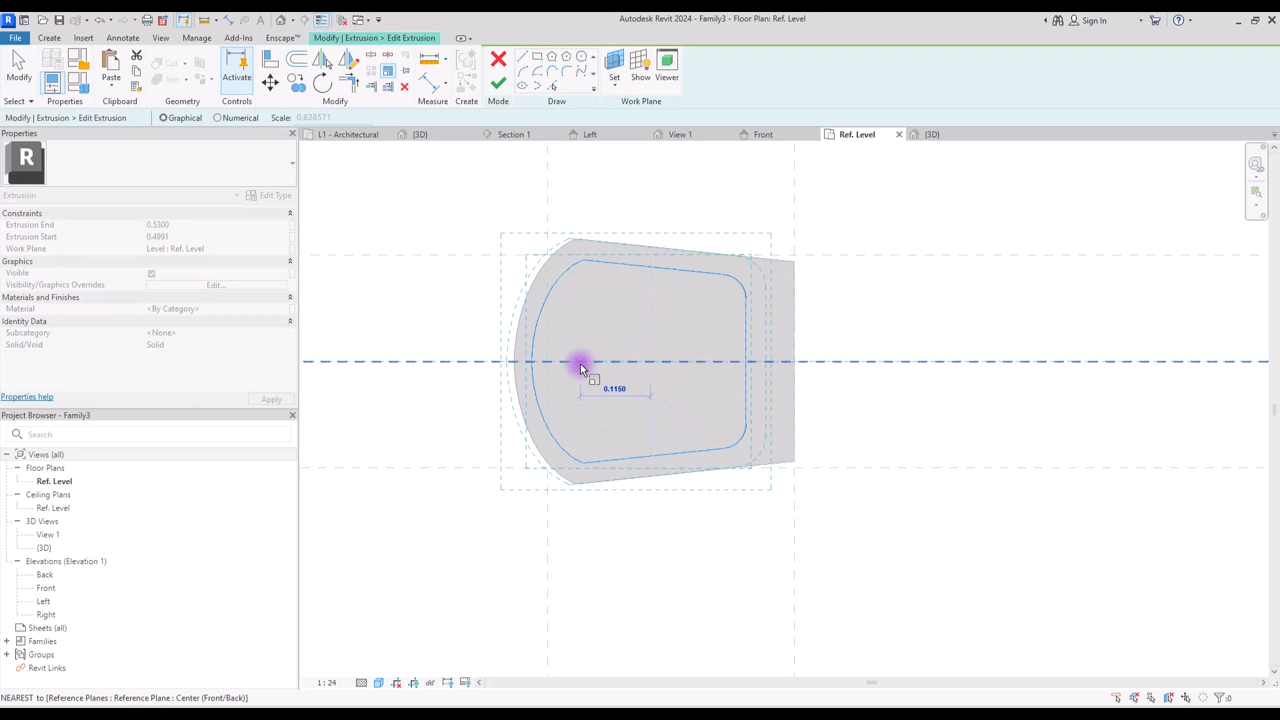 Autodesk Revit 2024 - Family3 - Floor Plan: Ref. Level
Sign In
File Create Insert Annotate View Manage Add-Ins Enscape™ Modify | Extrusion > Edit Extrusion
Modify Paste Cut Join Activate Set Show Viewer
Select Properties Clipboard Geometry Controls Modify Measure Create Mode Draw Work Plane
Modify | Extrusion > Edit Extrusion Graphical Numerical Scale: 0.828571
Properties
L1 - Architectural {3D} Section 1 Left View 1 Front Ref. Level {3D}
R
Extrusion Edit Type
Constraints
Extrusion End 0.5300
Extrusion Start 0.4991
Work Plane Level : Ref. Level
Graphics
Visible
Visibility/Graphics Overrides Edit...
Materials and Finishes
Material <By Category>
Identity Data
Subcategory <None>
Solid/Void Solid
0.1150
Properties help Apply
Project Browser - Family3
Search
Views (all)
Floor Plans
Ref. Level
Ceiling Plans
Ref. Level
3D Views
View 1
{3D}
Elevations (Elevation 1)
Back
Front
Left
Right
Sheets (all)
Families
Groups
Revit Links
1 : 24
NEAREST to [Reference Planes : Reference Plane : Center (Front/Back)]
:0